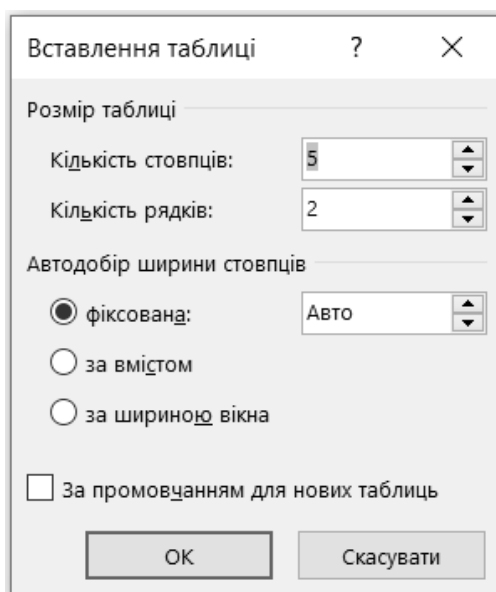 Вставлення таблиці ? ×
Розмір таблиці
Кількість стовпців: 5
Кількість рядків: 2
Автодобір ширини стовпців
фіксована: Авто
за вмістом
за шириною вікна
За промовчанням для нових таблиць
ОК Скасувати